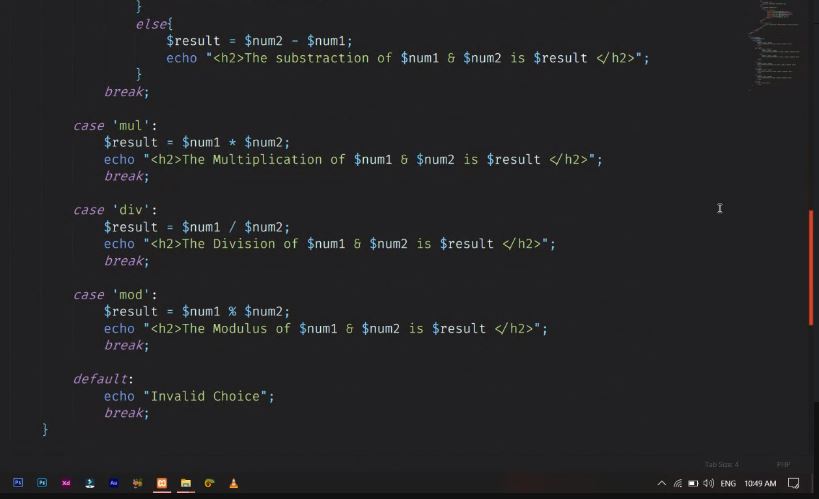 }
else{
$result = $num2 - $num1;
echo "<h2>The substraction of $num1 & $num2 is $result </h2>";
}
break;
case 'mul':
$result = $num1 * $num2;
echo "<h2>The Multiplication of $num1 & $num2 is $result </h2>";
break;
case 'div':
$result = $num1 / $num2;
echo "<h2>The Division of $num1 & $num2 is $result </h2>";
break;
case 'mod':
$result = $num1 % $num2;
echo "<h2>The Modulus of $num1 & $num2 is $result </h2>";
break;
default:
echo "Invalid Choice";
break;
}
Tab Size: 4 PHP
Ps Ps Xd Au ENG 10:49 AM